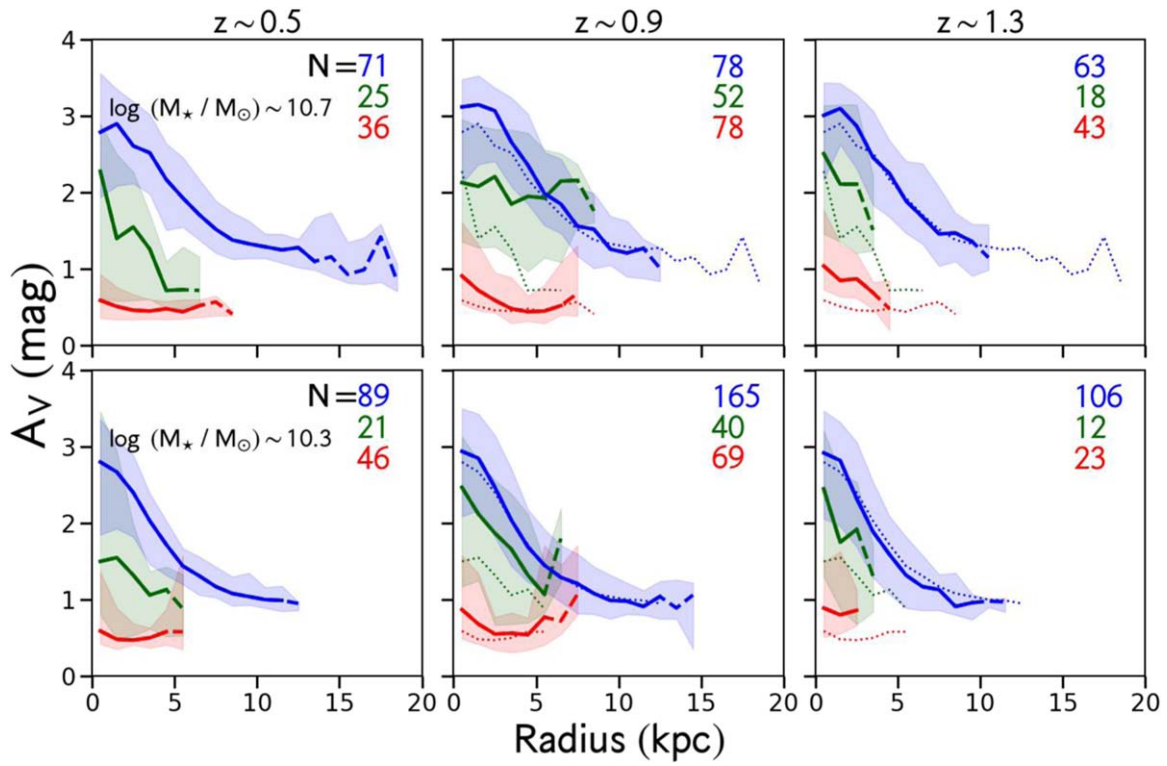 z ~ 0.5
z ~ 0.9
z ~ 1.3
Av (mag)
4
3
2
1
0
N =71
25
36
log (M⋆ / M⊙) ~ 10.7
78
52
78
63
18
43
4
3
2
1
0
N =89
21
46
log (M⋆ / M⊙) ~ 10.3
165
40
69
106
12
23
0 5 10 15 20
0 5 10 15 20
0 5 10 15 20
Radius (kpc)